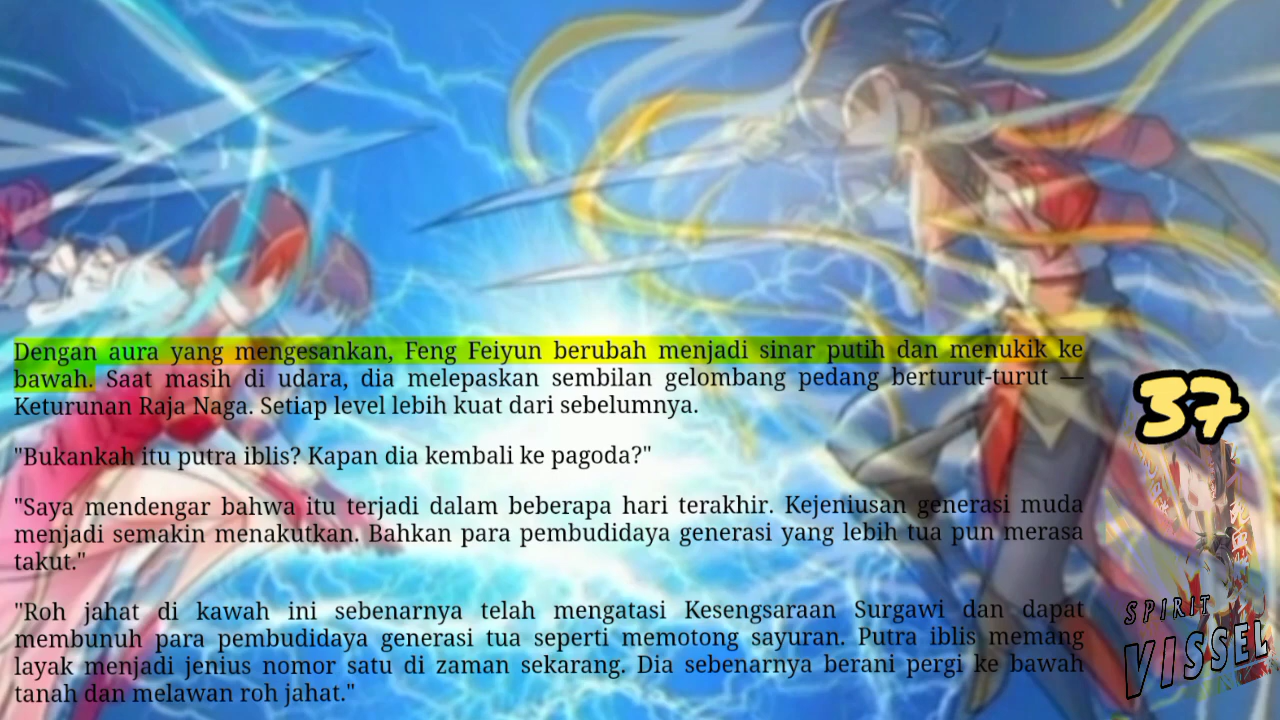 Dengan aura yang mengesankan, Feng Feiyun berubah menjadi sinar putih dan menukik ke
bawah. Saat masih di udara, dia melepaskan sembilan gelombang pedang berturut-turut —
Keturunan Raja Naga. Setiap level lebih kuat dari sebelumnya.
"Bukankah itu putra iblis? Kapan dia kembali ke pagoda?"
"Saya mendengar bahwa itu terjadi dalam beberapa hari terakhir. Kejeniusan generasi muda
menjadi semakin menakutkan. Bahkan para pembudidaya generasi yang lebih tua pun merasa
takut."
"Roh jahat di kawah ini sebenarnya telah mengatasi Kesengsaraan Surgawi dan dapat
membunuh para pembudidaya generasi tua seperti memotong sayuran. Putra iblis memang
layak menjadi jenius nomor satu di zaman sekarang. Dia sebenarnya berani pergi ke bawah
tanah dan melawan roh jahat."
37
SPIRIT
VISSEL